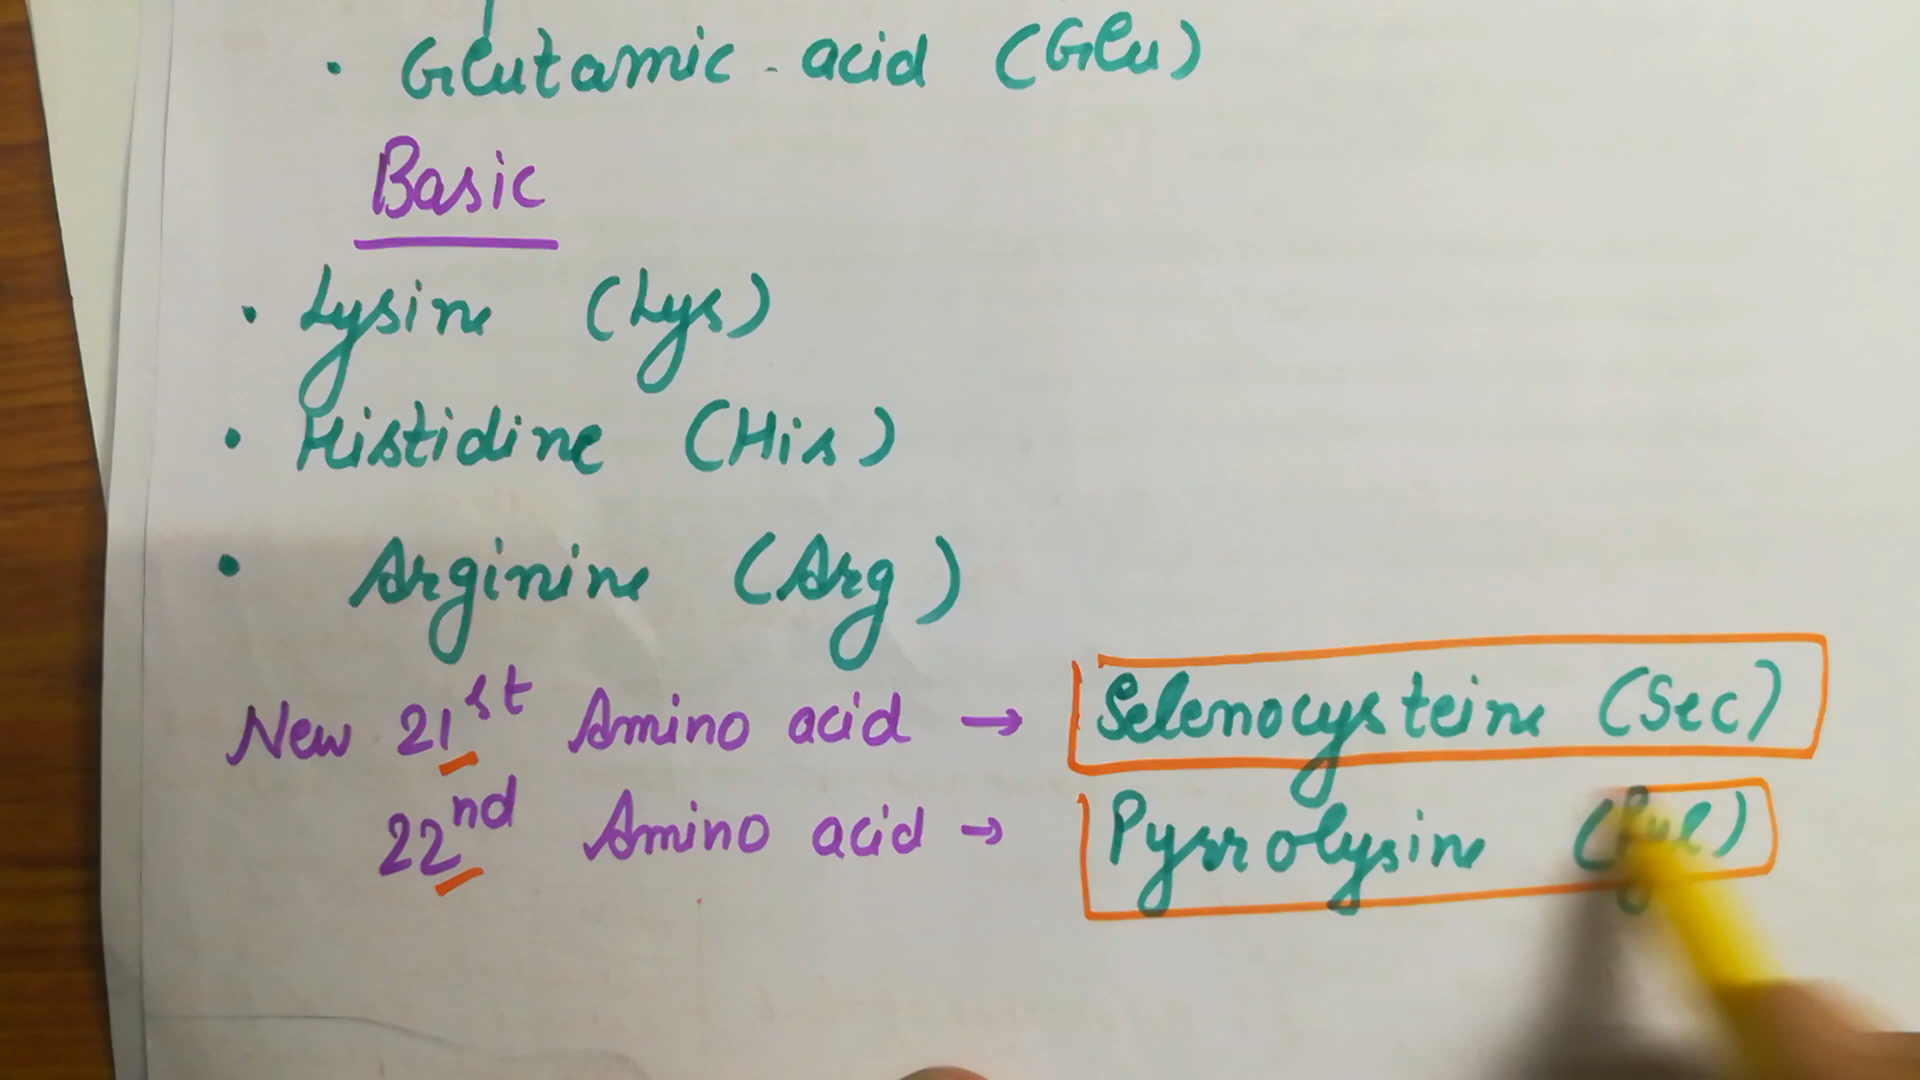 • Glutamic acid (Glu)
Basic
• Lysine (Lys)
• Histidine (His)
• Arginine (Arg)
New 21st Amino acid → Selenocysteine (Sec)
22nd Amino acid → Pyrrolysine (Pyl)